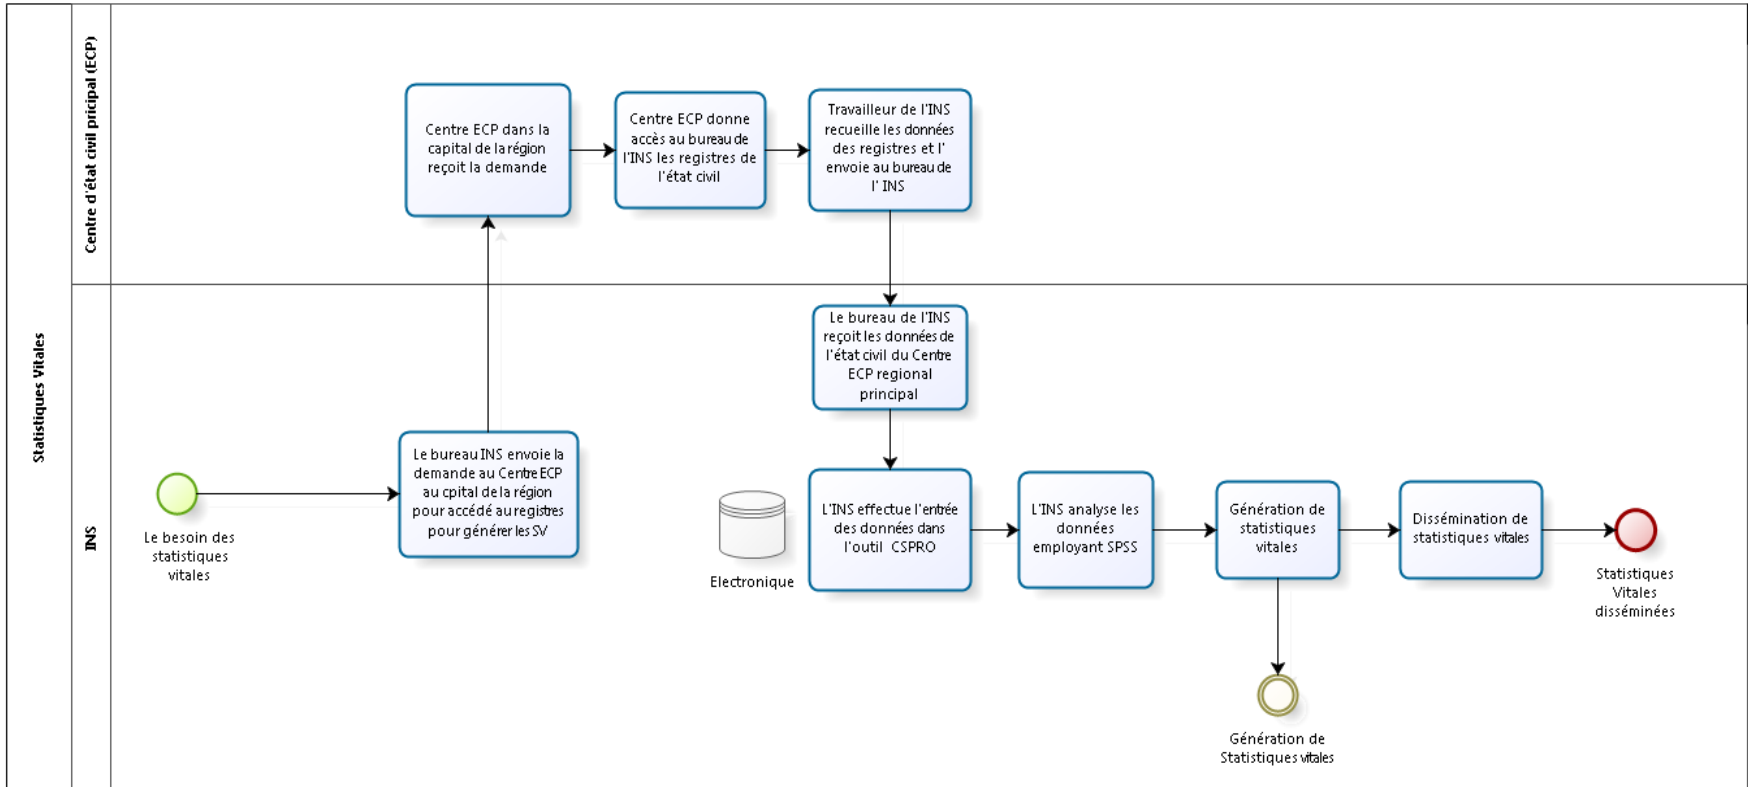 Statistiques Vitales
Centre d'état civil pricipal (ECP)
Centre ECP dans la
capital de la région
reçoit la demande
Centre ECP donne
accès au bureau de
l'INS les registres de
l'état civil
Travailleur de l'INS
recueille les données
des registres et l'
envoie au bureau de
l' INS
INS
Le besoin des
statistiques
vitales
Le bureau INS envoie la
demande au Centre ECP
au cpital de la région
pour accédé au registres
pour générer les SV
Le bureau de l'INS
reçoit les données de
l'état civil du Centre
ECP regional
principal
Electronique
L'INS effectue l'entrée
des données dans
l'outil CSPRO
L'INS analyse les
données
employant SPSS
Génération de
statistiques
vitales
Dissémination de
statistiques vitales
Statistiques
Vitales
disséminées
Génération de
Statistiques vitales